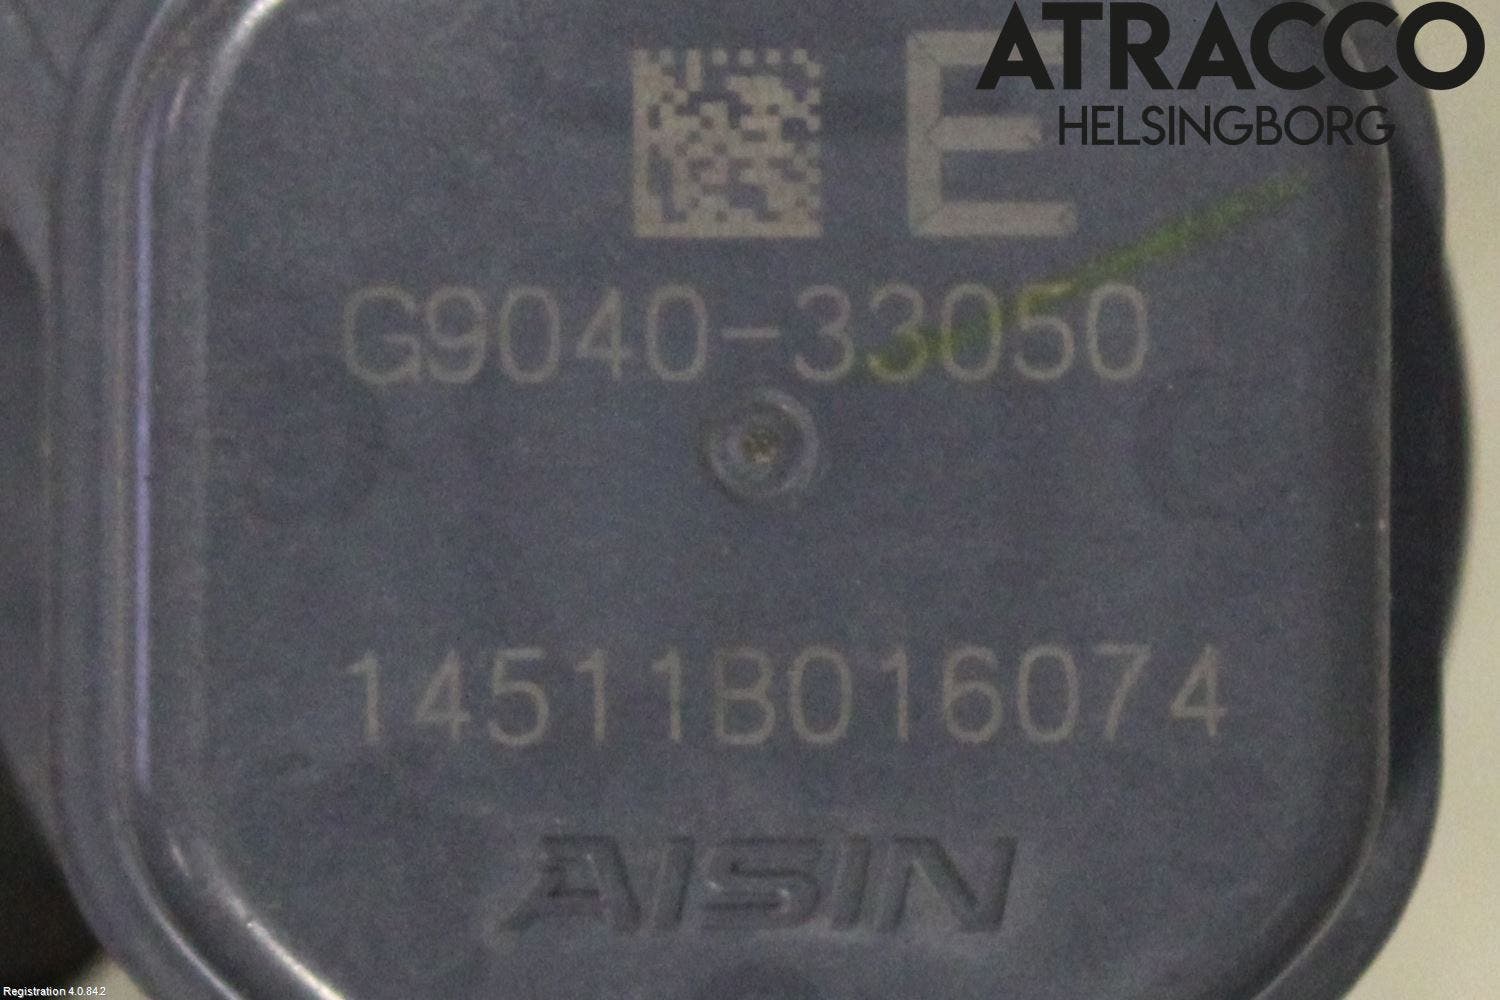 ATRACCO
HELSINGBORG
E
G9040-33050
14511B016074
AISIN
Registration 4.0.842